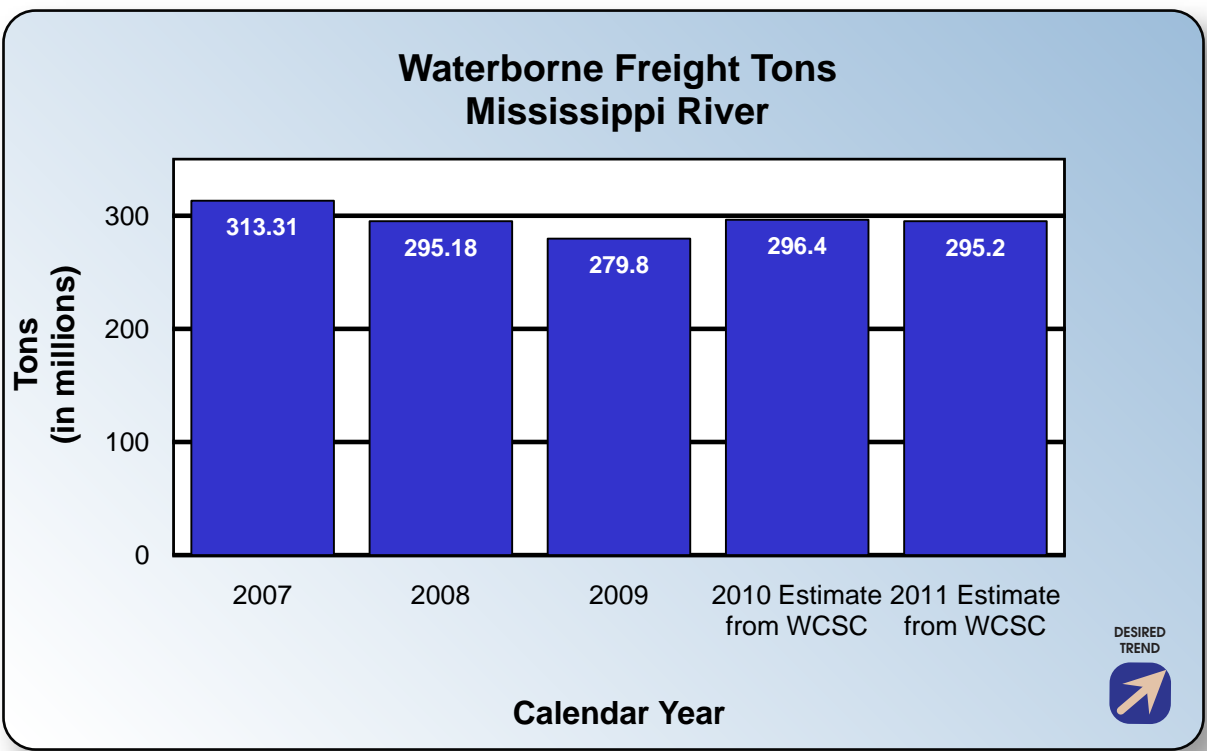 Waterborne Freight Tons
Mississippi River
Tons
(in millions)
300
200
100
0
313.31
295.18
279.8
296.4
295.2
2007
2008
2009
2010 Estimate
from WCSC
2011 Estimate
from WCSC
Calendar Year
DESIRED
TREND